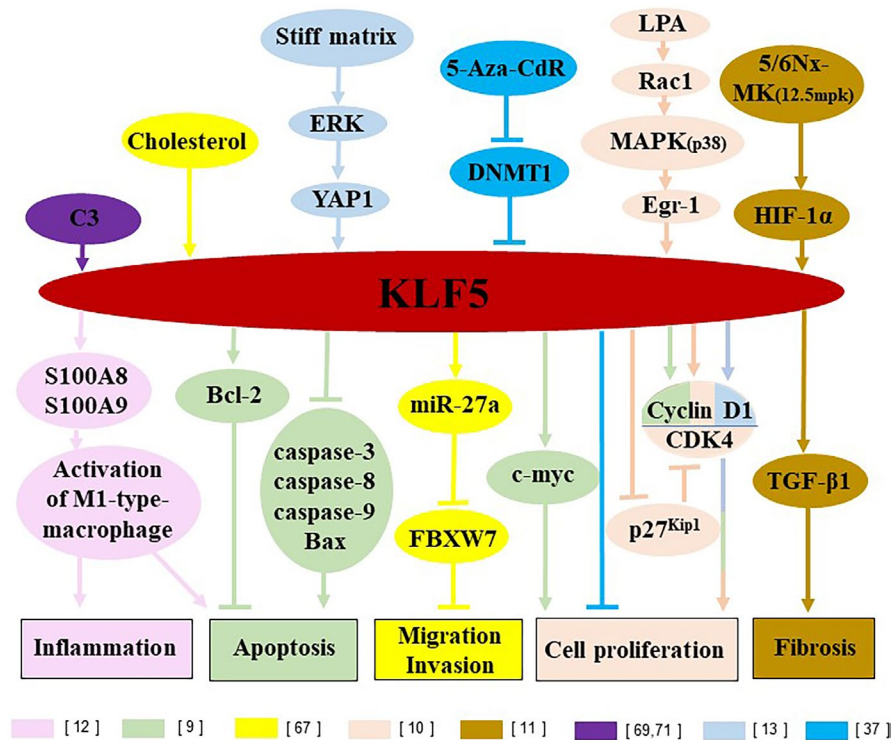 Stiff matrix
ERK
YAP1
Cholesterol
C3
5-Aza-CdR
DNMT1
LPA
Rac1
MAPK(p38)
Egr-1
5/6Nx-
MK(12.5mpk)
HIF-1α
KLF5
S100A8
S100A9
Activation
of M1-type-
macrophage
Bcl-2
caspase-3
caspase-8
caspase-9
Bax
miR-27a
FBXW7
c-myc
Cyclin D1
CDK4
p27Kip1
TGF-β1
Inflammation
Apoptosis
Migration
Invasion
Cell proliferation
Fibrosis
[ 12 ] [ 9 ] [ 67 ] [ 10 ] [ 11 ] [ 69,71 ] [ 13 ] [ 37 ]